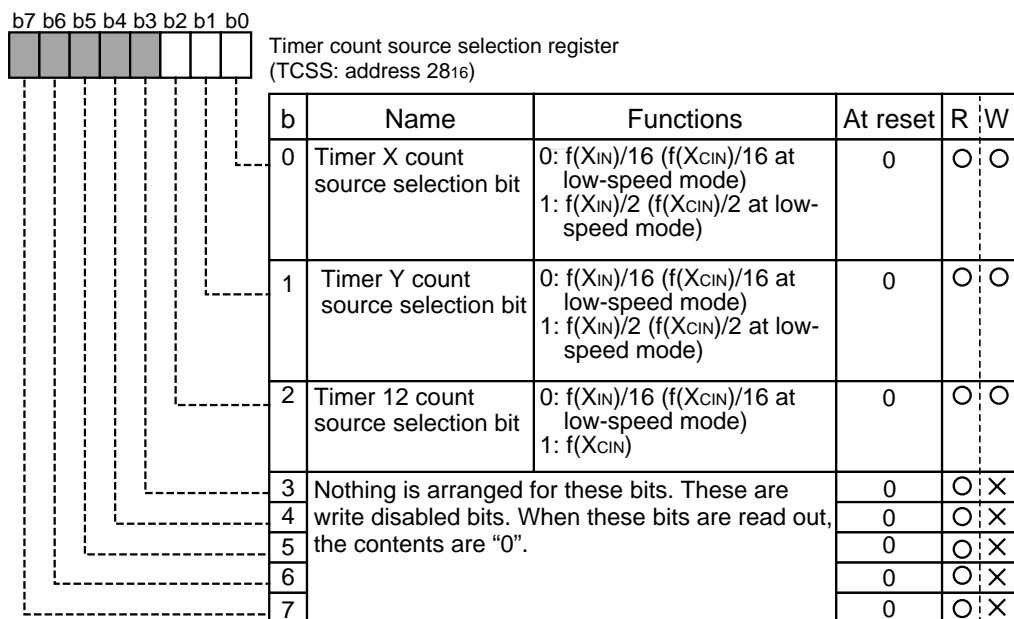 b7 b6 b5 b4 b3 b2 b1 b0
Timer count source selection register
(TCSS: address 2816)
b Name Functions At reset R W
0 Timer X count
source selection bit
0: f(XIN)/16 (f(XCIN)/16 at
low-speed mode)
1: f(XIN)/2 (f(XCIN)/2 at low-
speed mode)
0 O O
1 Timer Y count
source selection bit
0: f(XIN)/16 (f(XCIN)/16 at
low-speed mode)
1: f(XIN)/2 (f(XCIN)/2 at low-
speed mode)
0 O O
2 Timer 12 count
source selection bit
0: f(XIN)/16 (f(XCIN)/16 at
low-speed mode)
1: f(XCIN)
0 O O
3 Nothing is arranged for these bits. These are 0 O ×
4 write disabled bits. When these bits are read out, 0 O ×
5 the contents are “0”. 0 O ×
6 0 O ×
7 0 O ×